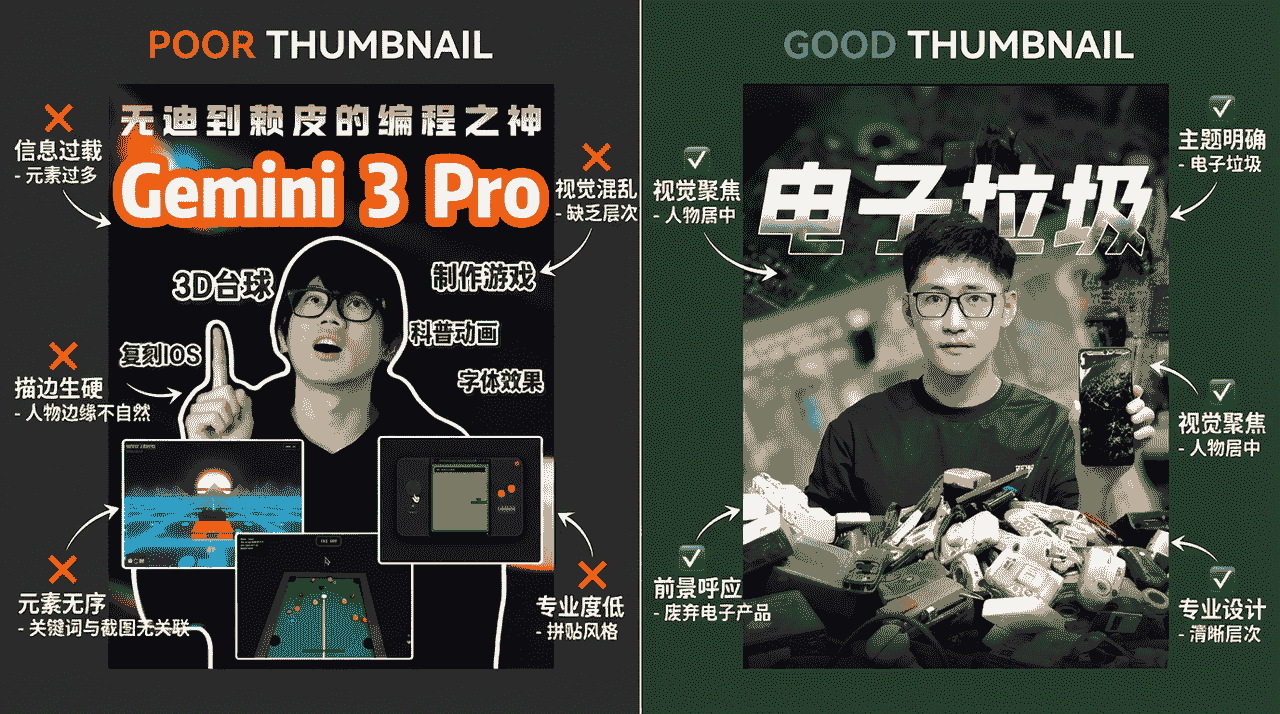 POOR THUMBNAIL
无迪到赖皮的编程之神
Gemini 3 Pro
信息过载
- 元素过多
视觉混乱
- 缺乏层次
3D台球
制作游戏
复刻IOS
科普动画
字体效果
描边生硬
- 人物边缘不自然
元素无序
- 关键词与截图无关联
专业度低
- 拼贴风格
GOOD THUMBNAIL
电子垃圾
视觉聚焦
- 人物居中
主题明确
- 电子垃圾
视觉聚焦
- 人物居中
前景呼应
- 废弃电子产品
专业设计
- 清晰层次